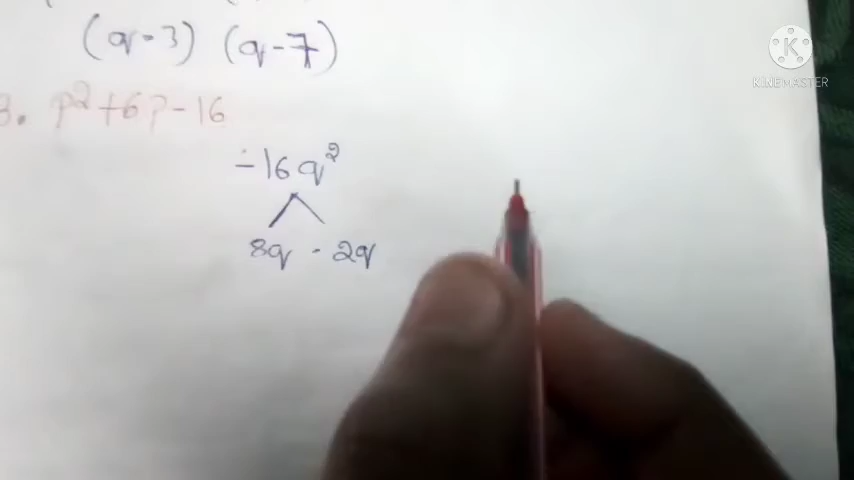 (q-3) (q-7)
3. p²+6p-16
-16q²
8q - 2q
KINEMASTER